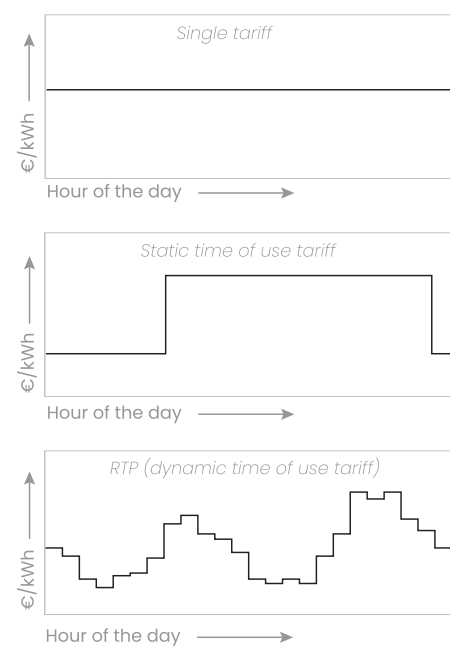 Single tariff
€/kWh
Hour of the day
Static time of use tariff
€/kWh
Hour of the day
RTP (dynamic time of use tariff)
€/kWh
Hour of the day